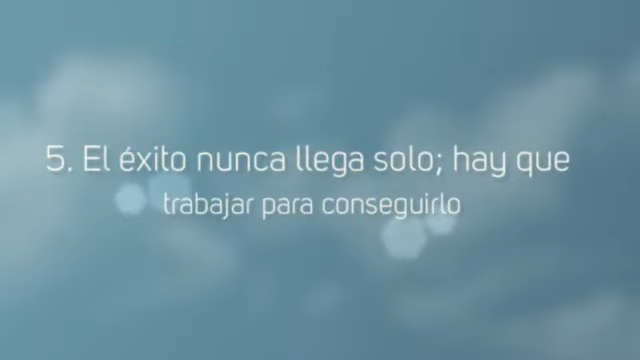 5. El éxito nunca llega solo; hay que
trabajar para conseguirlo